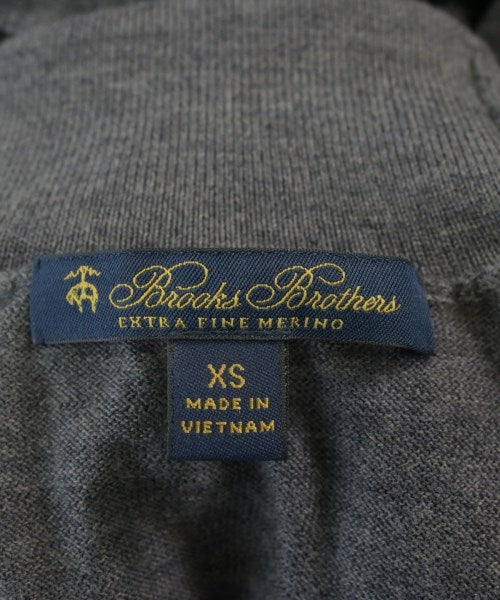 Brooks Brothers
EXTRA FINE MERINO
XS
MADE IN
VIETNAM